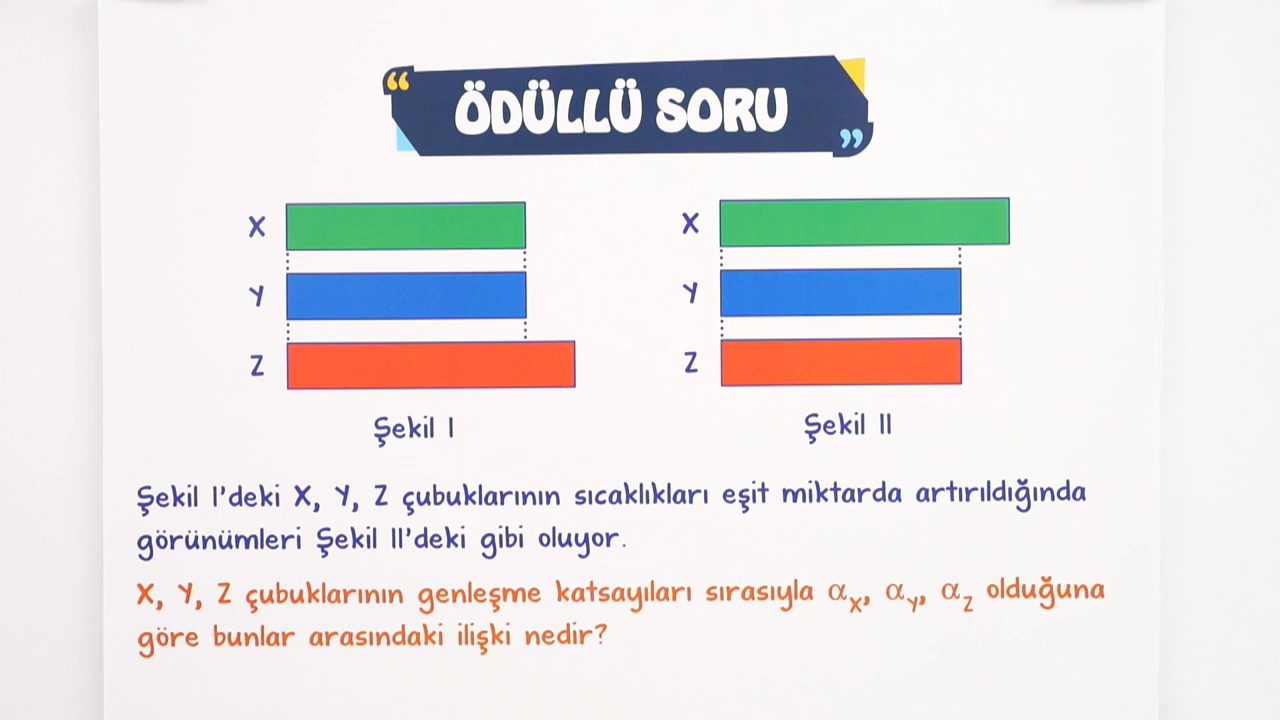 “ ÖDÜLLÜ SORU ”
X
Y
Z
Şekil I
X
Y
Z
Şekil II
Şekil I'deki X, Y, Z çubuklarının sıcaklıkları eşit miktarda artırıldığında
görünümleri Şekil II'deki gibi oluyor.
X, Y, Z çubuklarının genleşme katsayıları sırasıyla αX, αY, αZ olduğuna
göre bunlar arasındaki ilişki nedir?